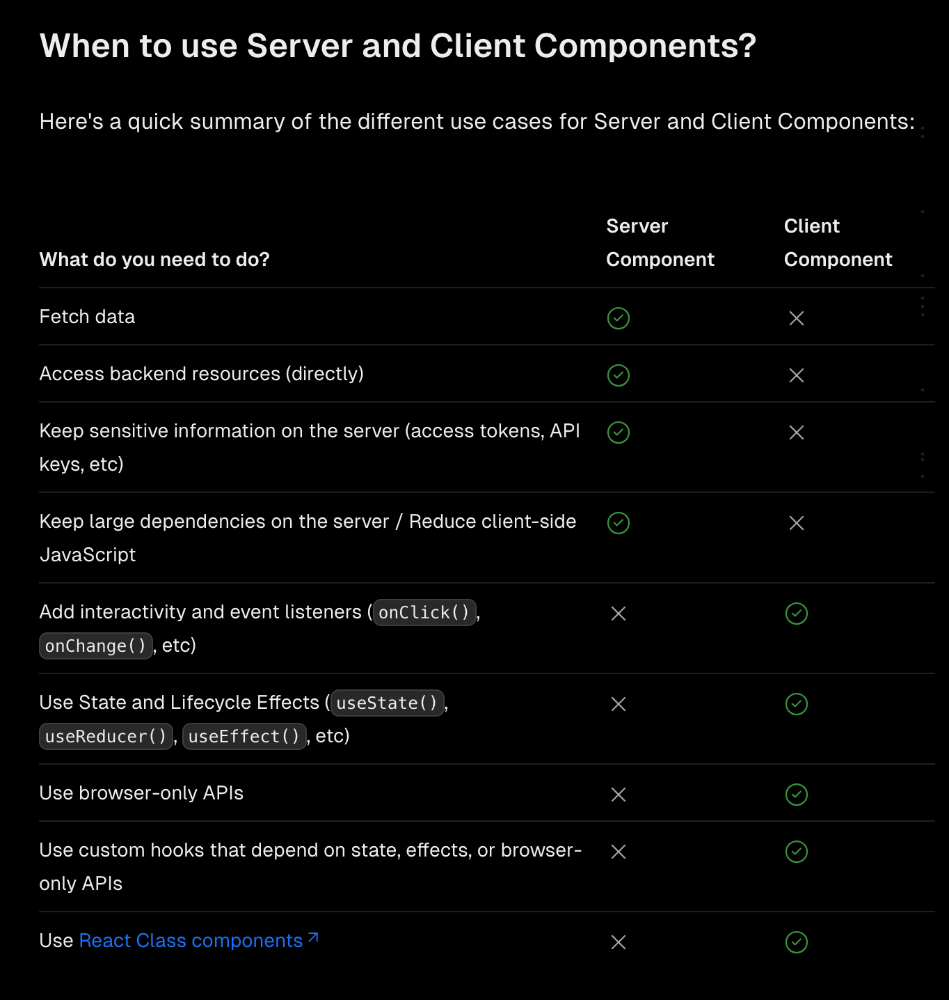 When to use Server and Client Components?
Here's a quick summary of the different use cases for Server and Client Components:
Server Client
What do you need to do? Component Component
Fetch data
Access backend resources (directly)
Keep sensitive information on the server (access tokens, API
keys, etc)
Keep large dependencies on the server / Reduce client-side
JavaScript
Add interactivity and event listeners (onClick(),
onChange(), etc)
Use State and Lifecycle Effects (useState(),
useReducer(), useEffect(), etc)
Use browser-only APIs
Use custom hooks that depend on state, effects, or browser-
only APIs
Use React Class components